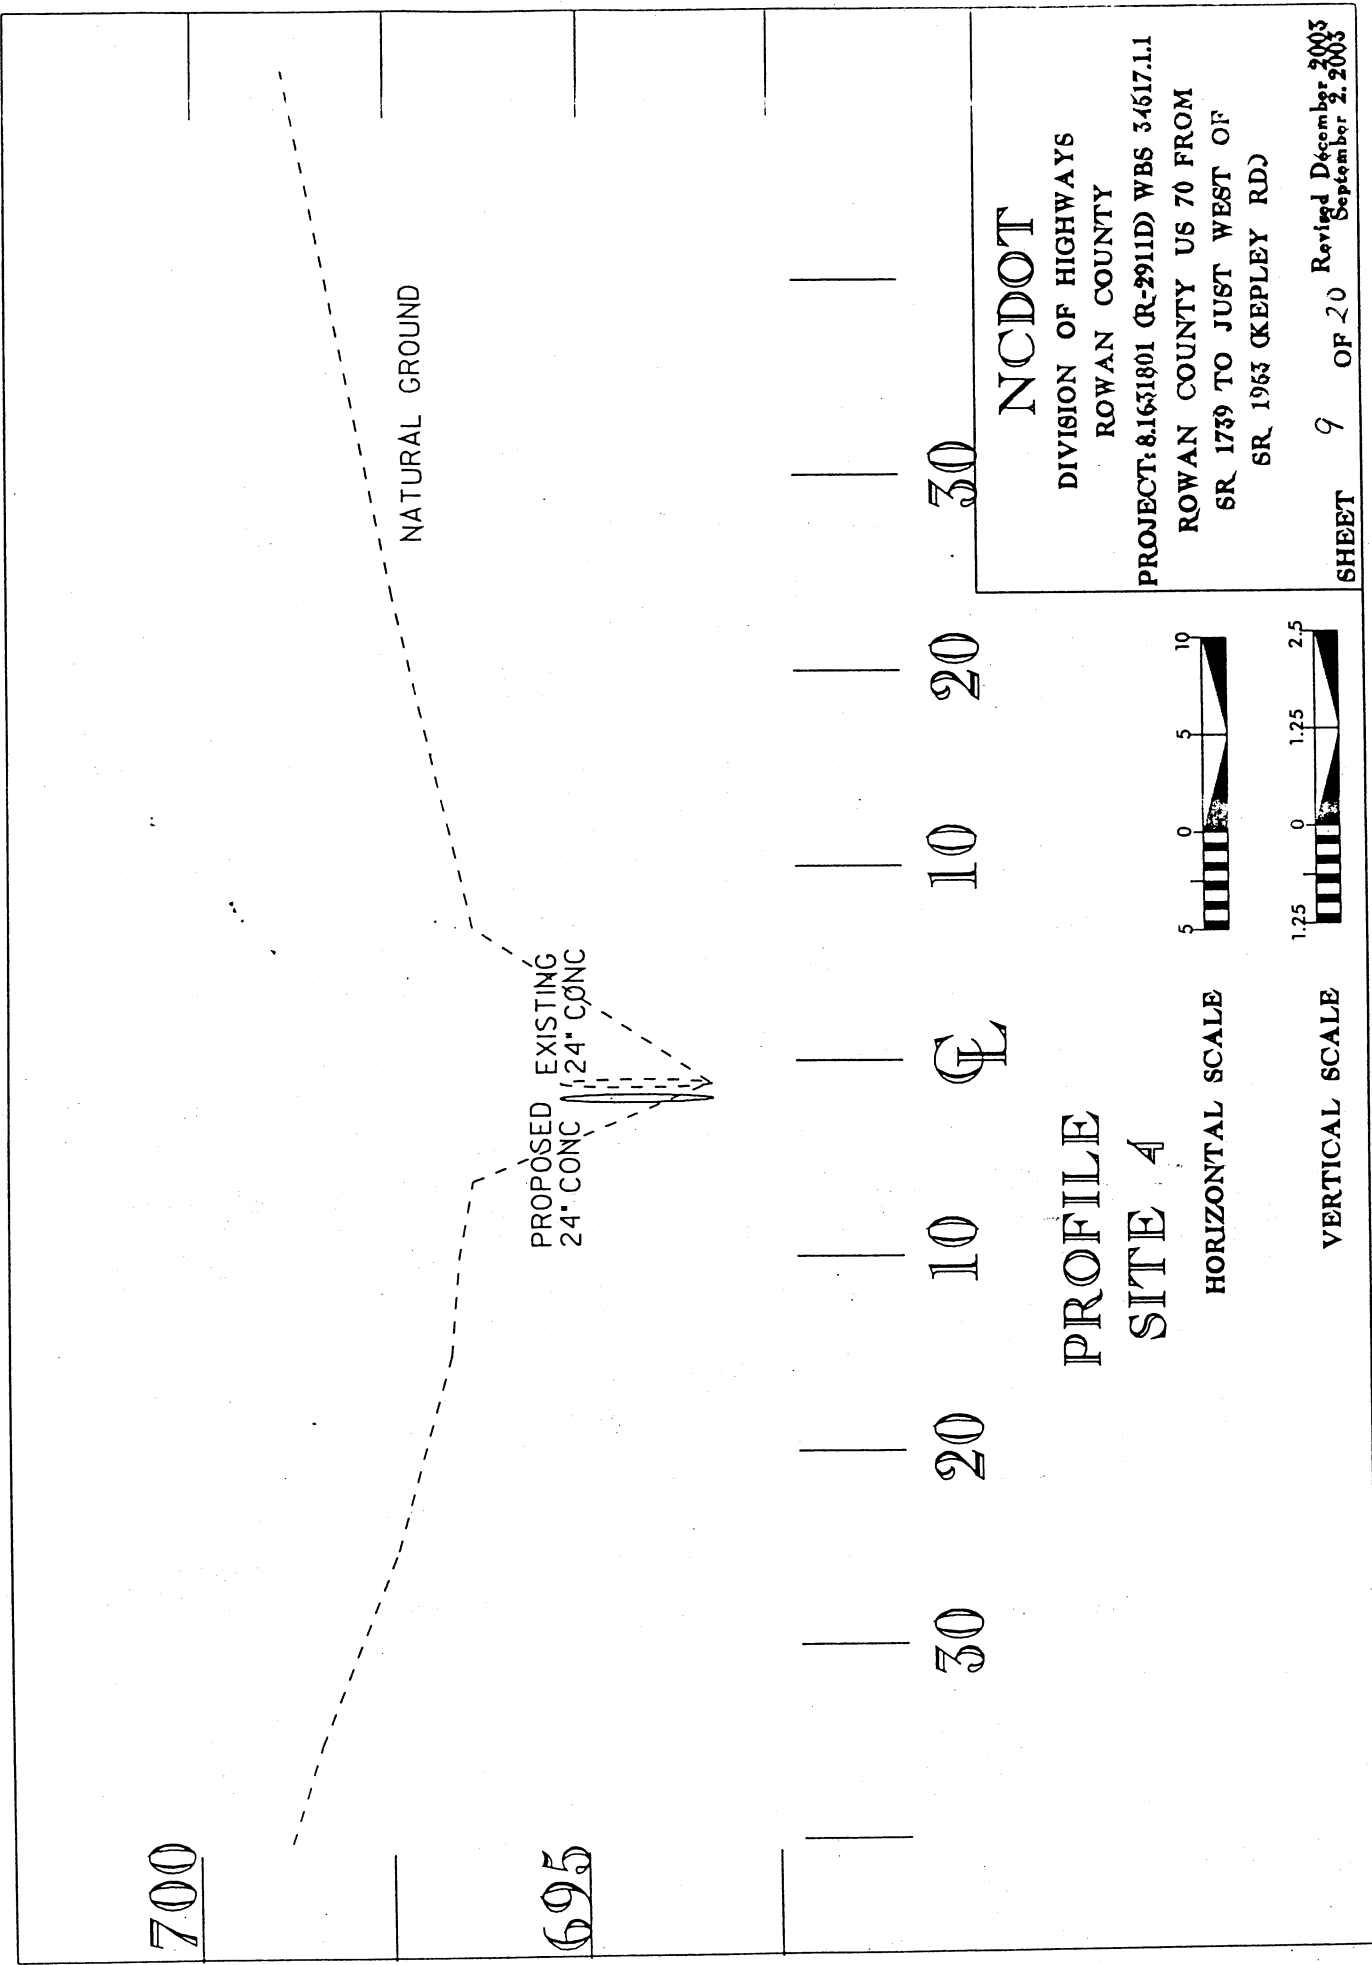 700
695
NATURAL GROUND
PROPOSED
24" CONC
EXISTING
24" CONC
30
20
10
CL
10
20
30
PROFILE
SITE 4
HORIZONTAL SCALE
5 0 5 10
VERTICAL SCALE
1.25 0 1.25 2.5
NCDOT
DIVISION OF HIGHWAYS
ROWAN COUNTY
PROJECT: 8.1631801 (R-2911D) WBS 34517.1.1
ROWAN COUNTY US 70 FROM
SR 1739 TO JUST WEST OF
SR 1963 (KEPLEY RD)
SHEET 9 OF 20
Revised December 2003
September 2, 2003